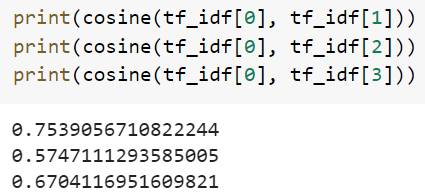 print(cosine(tf_idf[0], tf_idf[1]))
print(cosine(tf_idf[0], tf_idf[2]))
print(cosine(tf_idf[0], tf_idf[3]))
0.7539056710822244
0.5747111293585005
0.6704116951609821